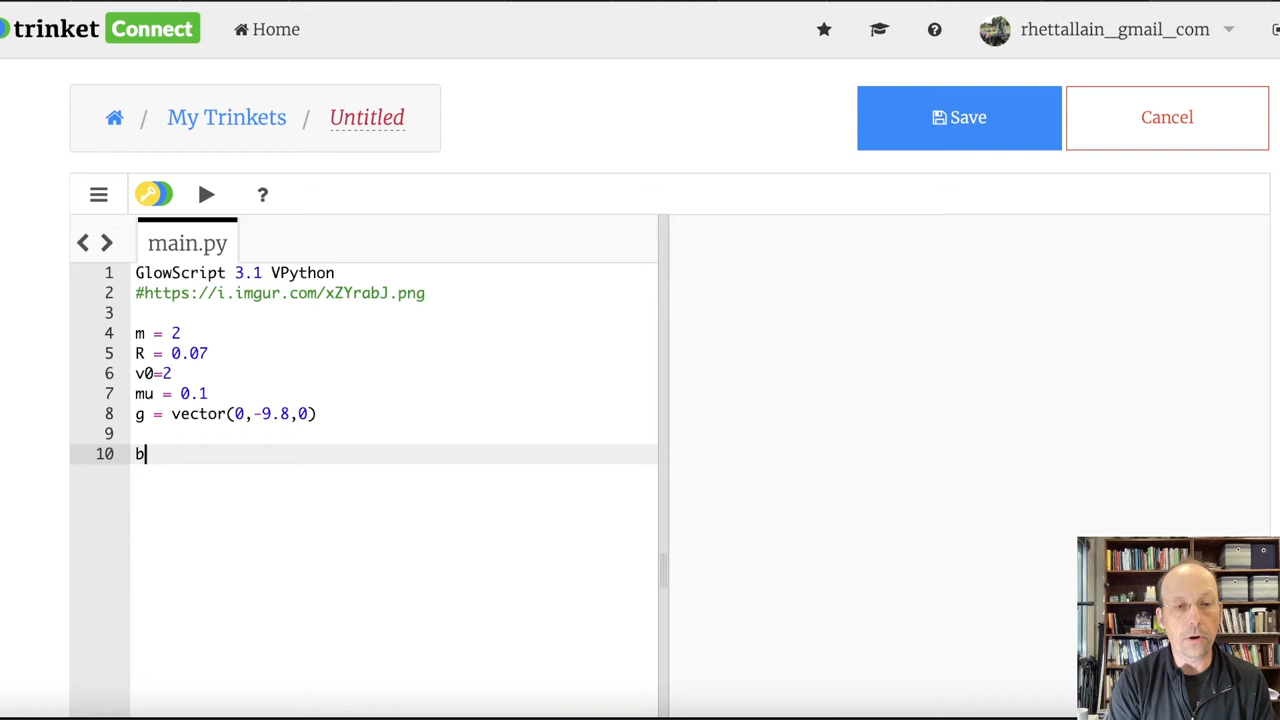 trinket Connect Home rhettallain_gmail_com
/ My Trinkets / Untitled Save Cancel
?
main.py
1 GlowScript 3.1 VPython
2 #https://i.imgur.com/xZYrabJ.png
3
4 m = 2
5 R = 0.07
6 v0=2
7 mu = 0.1
8 g = vector(0,-9.8,0)
9
10 b